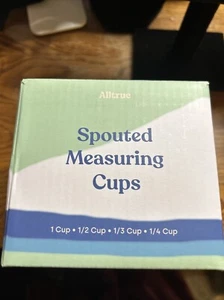 Alltrue
Spouted
Measuring
Cups
1 Cup • 1/2 Cup • 1/3 Cup • 1/4 Cup